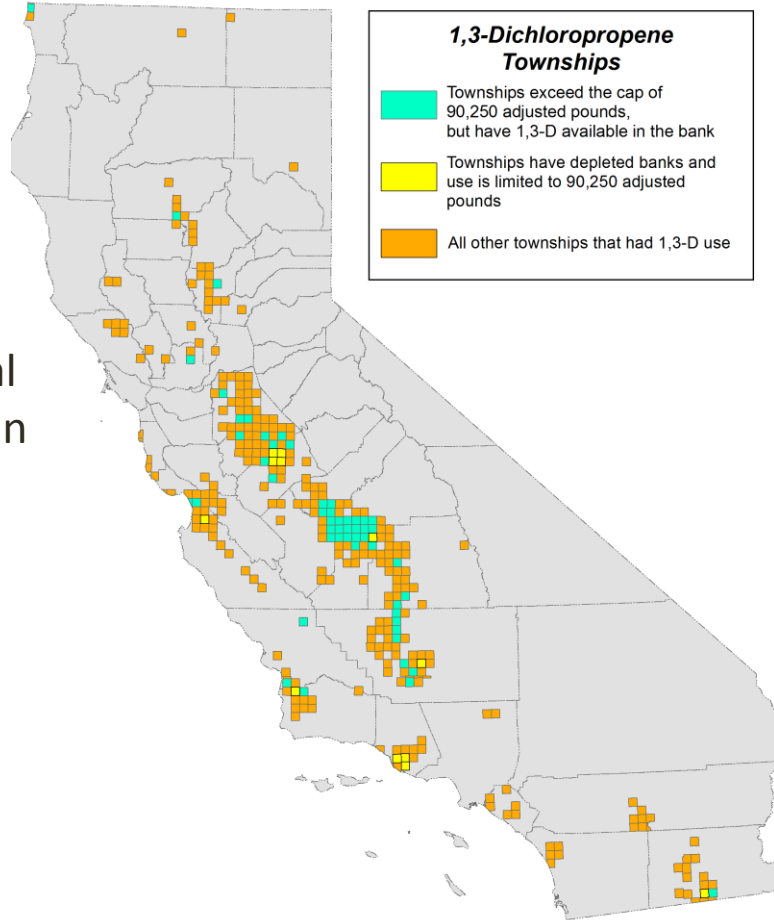 1,3-Dichloropropene
Townships
Townships exceed the cap of
90,250 adjusted pounds,
but have 1,3-D available in the bank
Townships have depleted banks and
use is limited to 90,250 adjusted
pounds
All other townships that had 1,3-D use
al
n